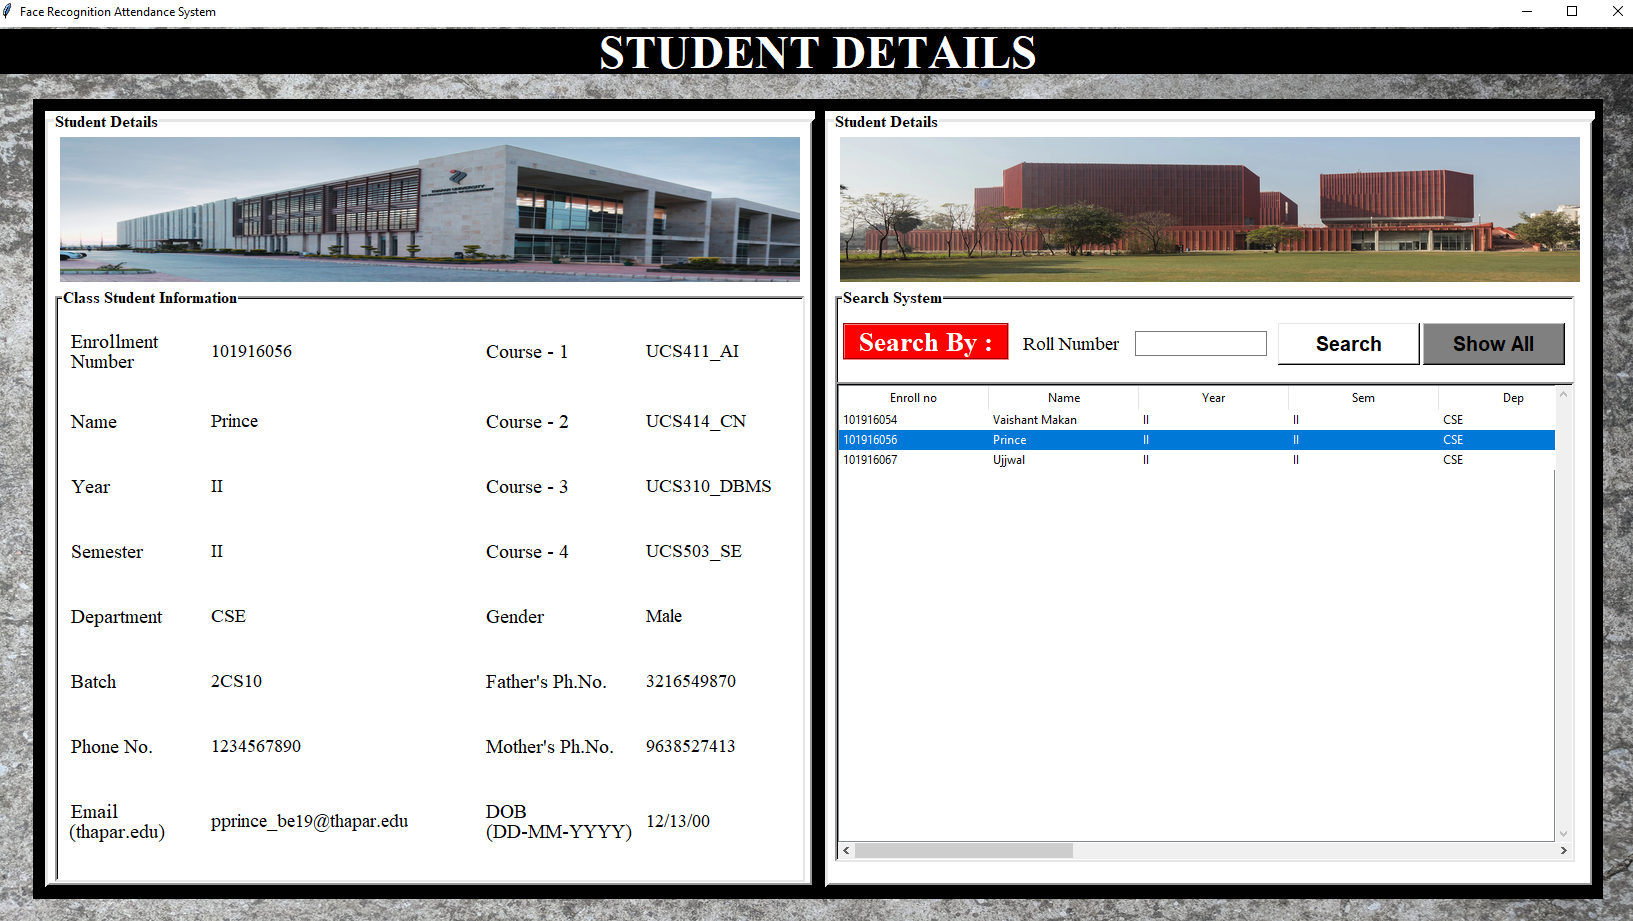 Face Recognition Attendance System
STUDENT DETAILS
Student Details
THAPAR UNIVERSITY
Class Student Information
Enrollment
Number
101916056
Course - 1
UCS411_AI
Name
Prince
Course - 2
UCS414_CN
Year
II
Course - 3
UCS310_DBMS
Semester
II
Course - 4
UCS503_SE
Department
CSE
Gender
Male
Batch
2CS10
Father's Ph.No.
3216549870
Phone No.
1234567890
Mother's Ph.No.
9638527413
Email
(thapar.edu)
pprince_be19@thapar.edu
DOB
(DD-MM-YYYY)
12/13/00
Student Details
Search System
Search By :
Roll Number
Search
Show All
Enroll no Name Year Sem Dep
101916054 Vaishant Makan II II CSE
101916056 Prince II II CSE
101916067 Ujjwal II II CSE